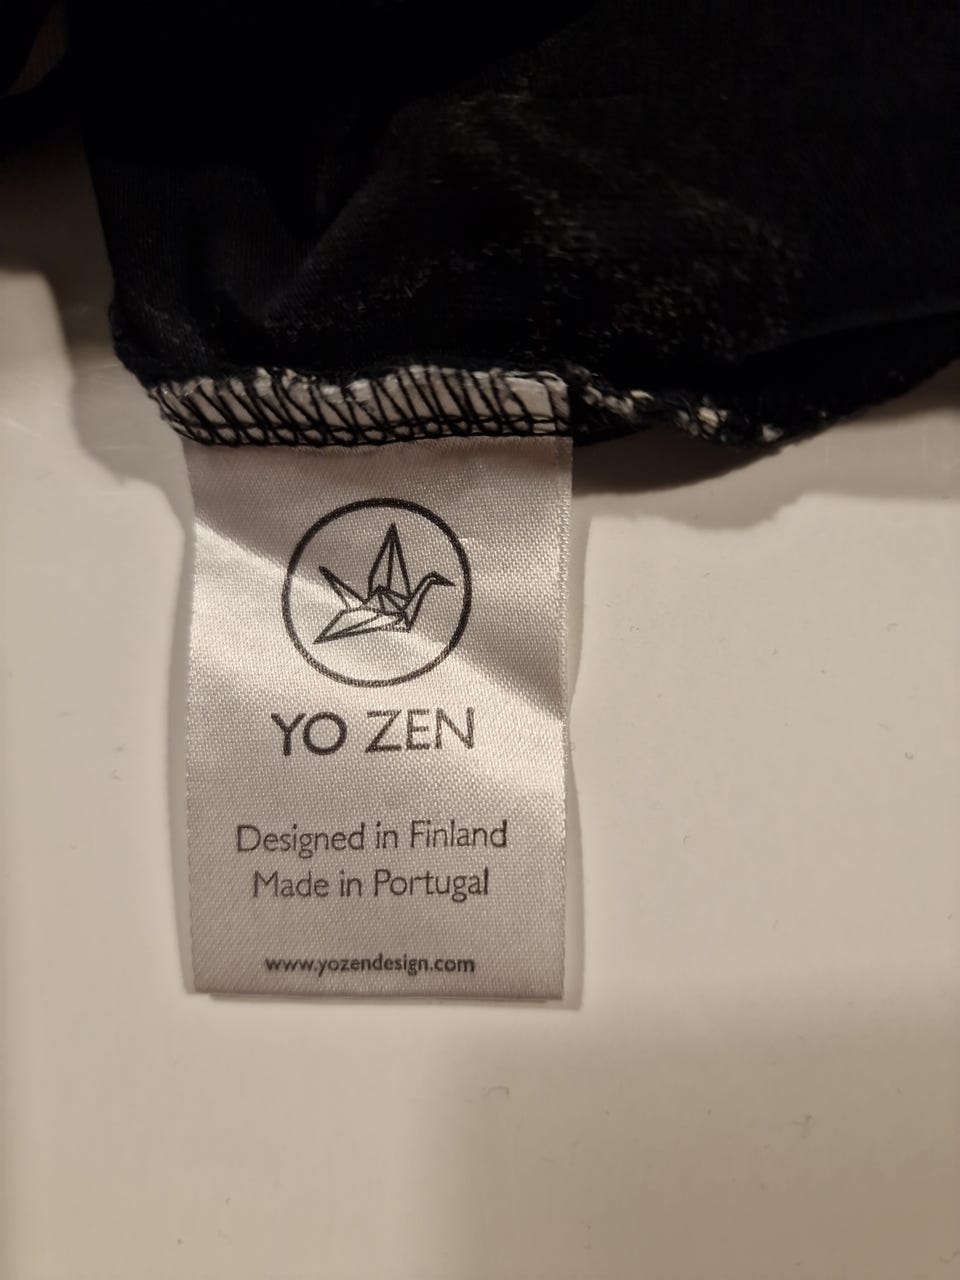 YO ZEN
Designed in Finland
Made in Portugal
www.yozendesign.com